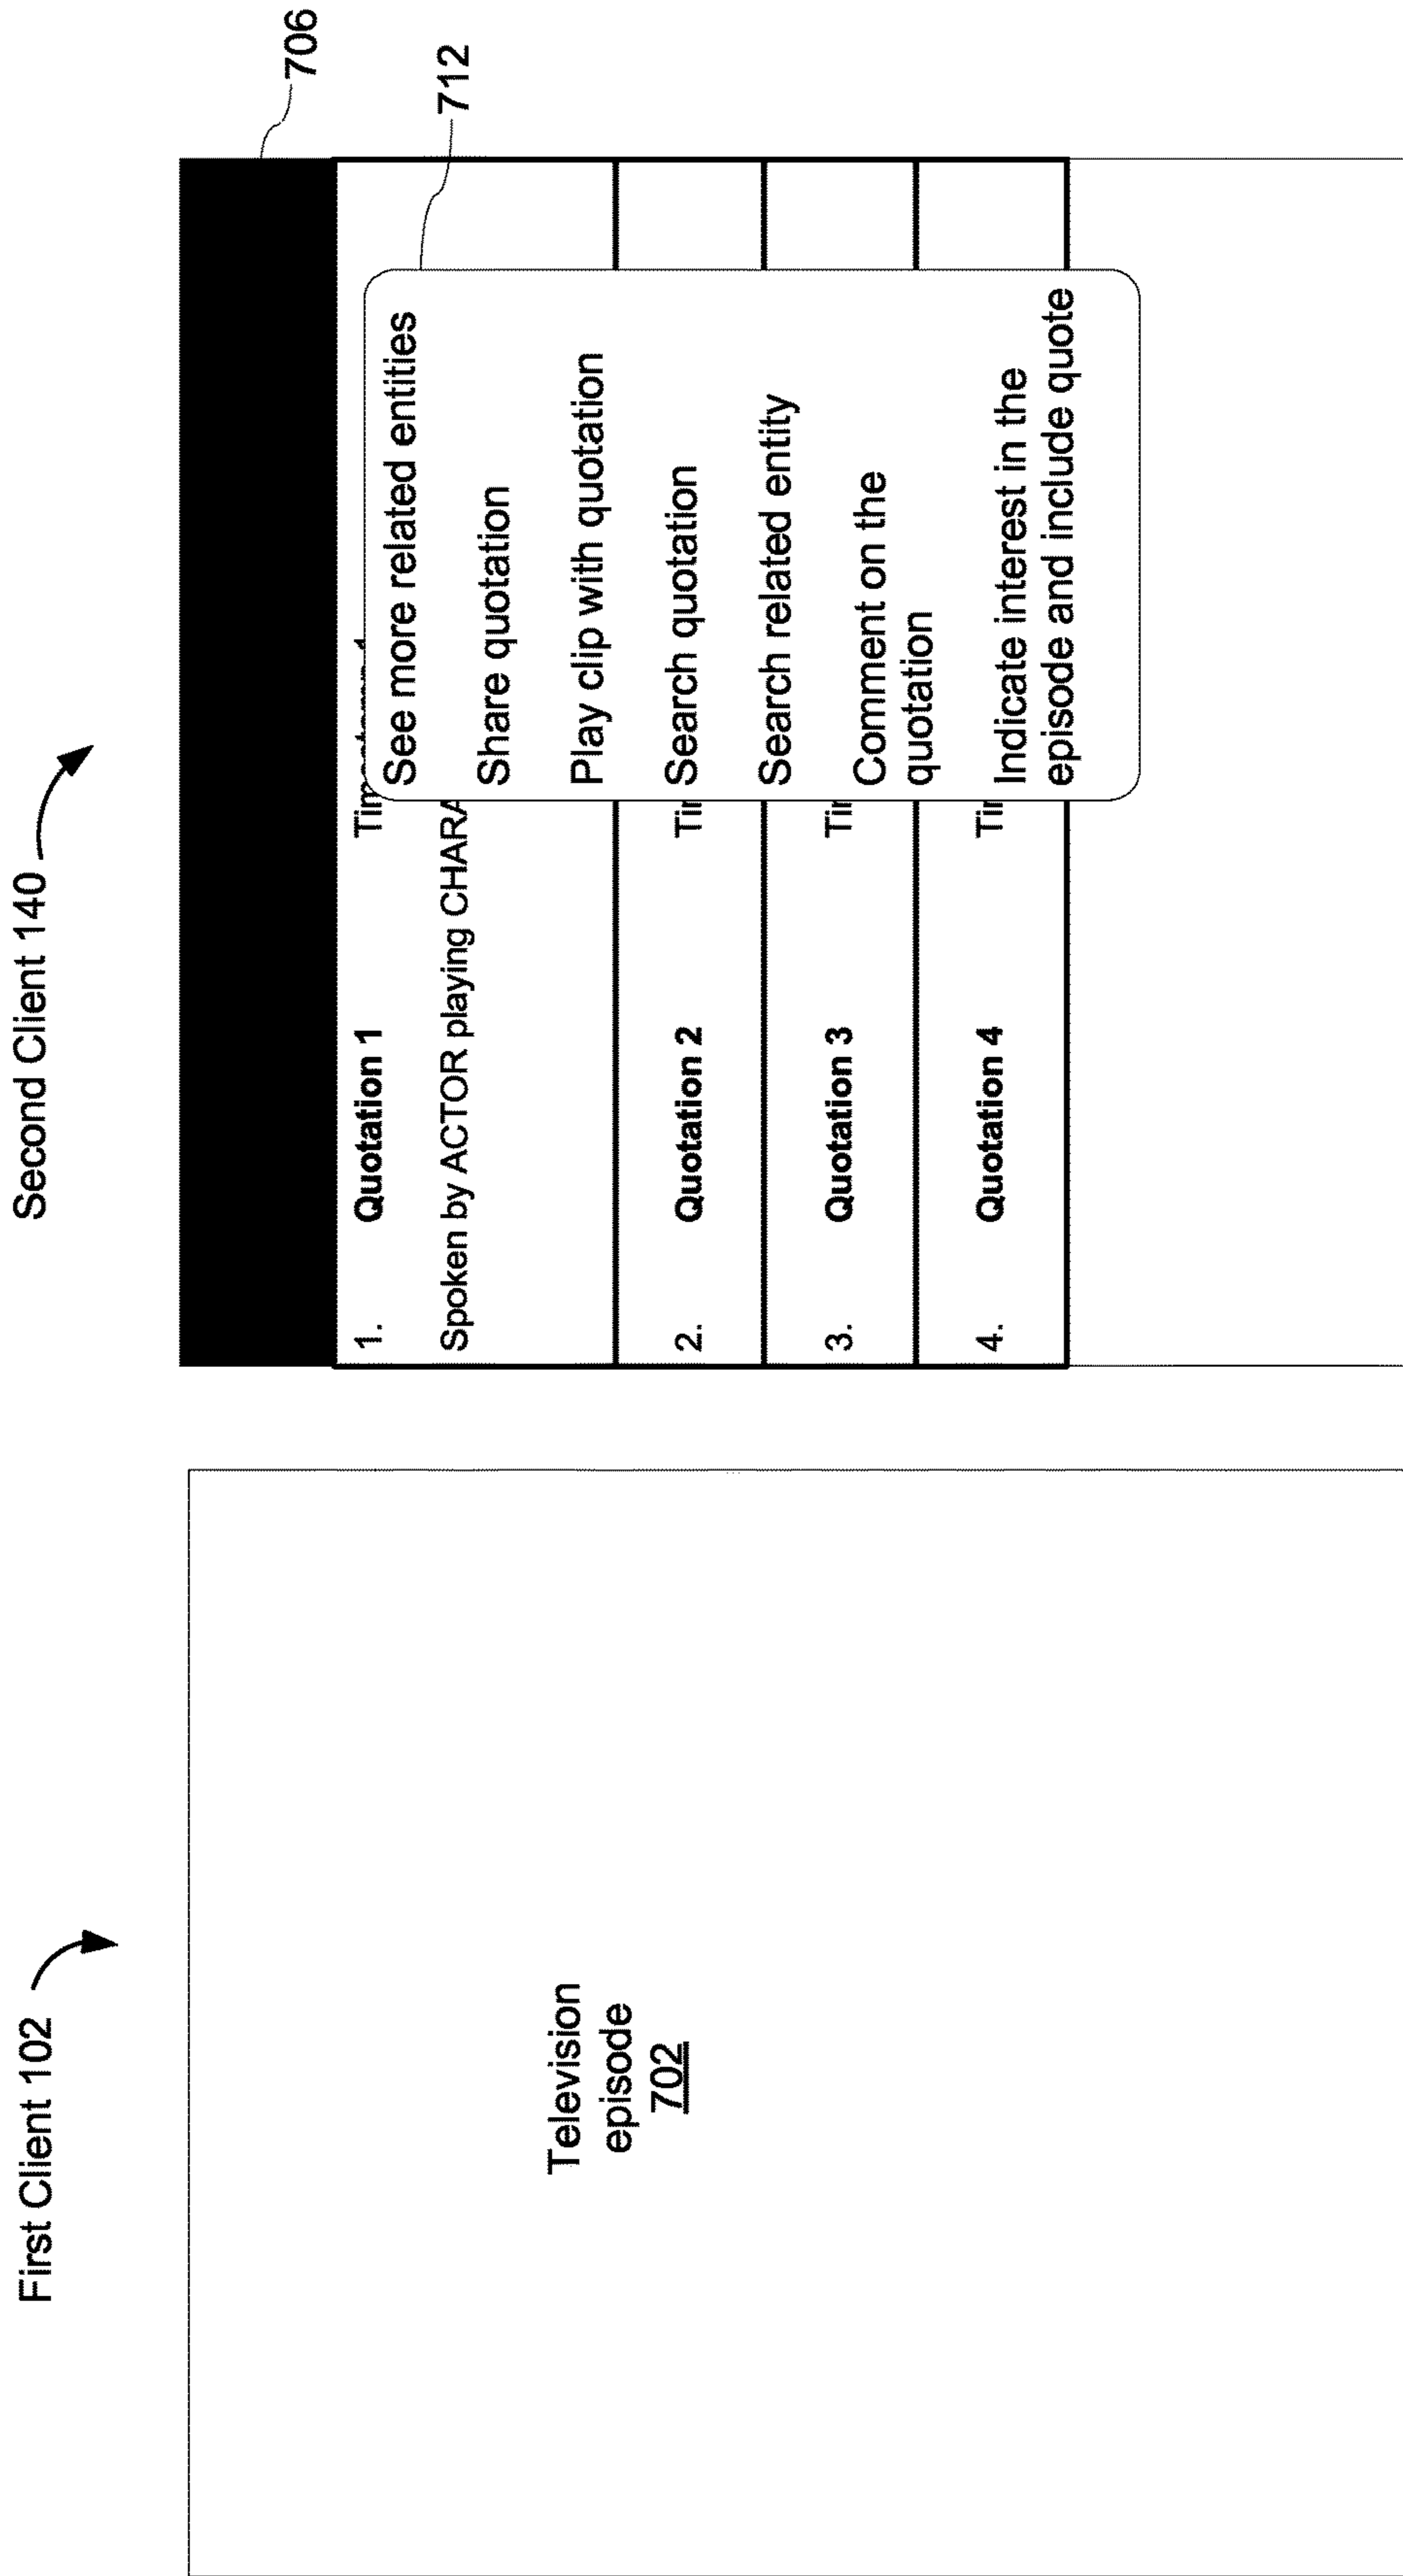 First Client 102
Second Client 140
706
712
Television
episode
702
1. Quotation 1
Spoken by ACTOR playing
2. Quotation 2
3. Quotation 3
4. Quotation 4
See more related entities
Share quotation
Play clip with quotation
Search quotation
Search related entity
Comment on the
quotation
Indicate interest in the
episode and include quote